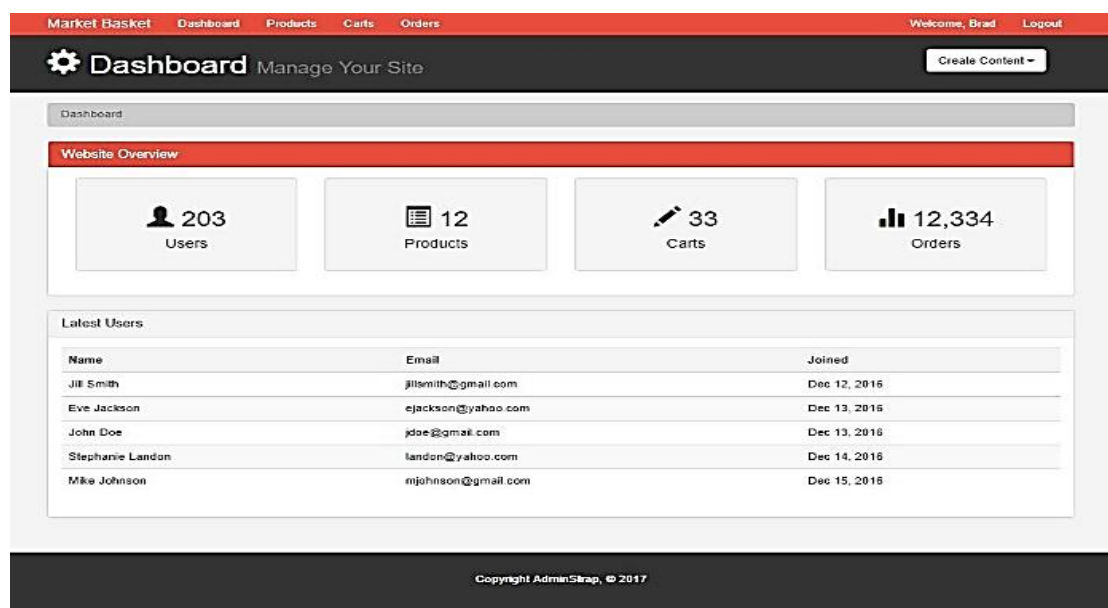 Market Basket Dashboard Products Carts Orders Welcome, Brad Logout
Dashboard Manage Your Site Create Content
Dashboard
Website Overview
203 12 33 12,334
Users Products Carts Orders
Latest Users
Name Email Joined
Jill Smith jillsmith@gmail.com Dec 12, 2016
Eve Jackson ejackson@yahoo.com Dec 13, 2016
John Doe jdoe@gmail.com Dec 13, 2016
Stephanie Landon landon@yahoo.com Dec 14, 2016
Mike Johnson mjohnson@gmail.com Dec 15, 2016
Copyright AdminStrap, © 2017